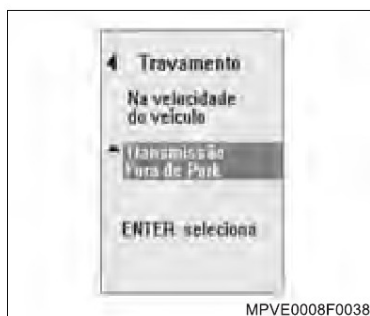 Travamento
Na velocidade
do veículo
Transmissão
Fora de Park
ENTER seleciona
MPVE0008F0038